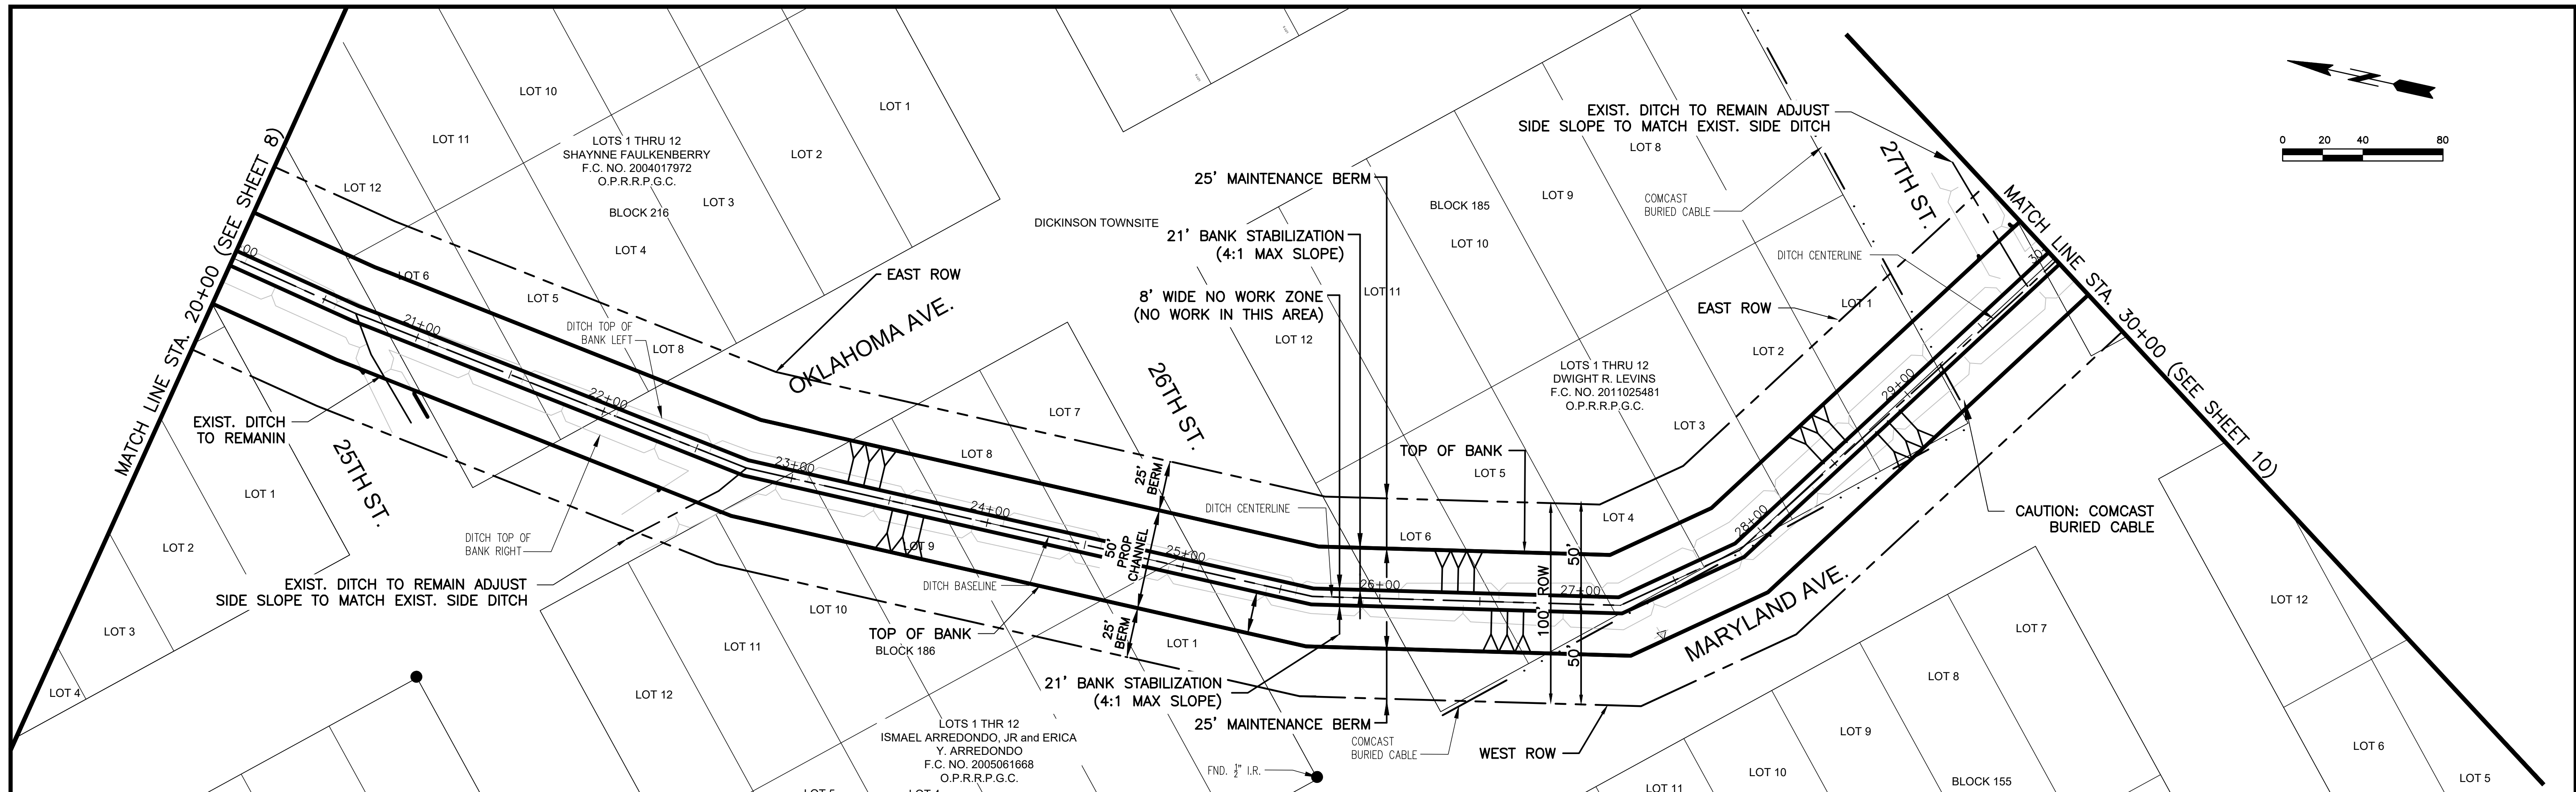 LOT 10
LOT 1
LOT 11
LOTS 1 THRU 12
SHAYNNE FAULKENBERRY
F.C. NO. 2004017972
O.P.R.R.P.G.C.
LOT 2
LOT 12
BLOCK 216
LOT 3
LOT 4
LOT 6
LOT 5
LOT 8
MATCH LINE STA. 20+00 (SEE SHEET 8)
00
21+00
22+00
23+00
24+00
25+00
26+00
27+00
28+00
29+00
30
DITCH TOP OF
BANK LEFT
EAST ROW
OKLAHOMA AVE.
EXIST. DITCH
TO REMANIN
25TH ST.
LOT 1
LOT 2
LOT 3
LOT 4
DITCH TOP OF
BANK RIGHT
EXIST. DITCH TO REMAIN ADJUST
SIDE SLOPE TO MATCH EXIST. SIDE DITCH
DICKINSON TOWNSITE
25' MAINTENANCE BERM
21' BANK STABILIZATION
(4:1 MAX SLOPE)
8' WIDE NO WORK ZONE
(NO WORK IN THIS AREA)
26TH ST.
LOT 7
LOT 8
25'
BERM
50'
PROP
CHANNEL
25'
BERM
DITCH CENTERLINE
DITCH BASELINE
TOP OF BANK
LOT 9
LOT 10
LOT 11
LOT 12
BLOCK 186
LOT 1
21' BANK STABILIZATION
(4:1 MAX SLOPE)
25' MAINTENANCE BERM
LOTS 1 THR 12
ISMAEL ARREDONDO, JR and ERICA
Y. ARREDONDO
F.C. NO. 2005061668
O.P.R.R.P.G.C.
FND. ½" I.R.
COMCAST
BURIED CABLE
WEST ROW
BLOCK 185
LOT 8
LOT 9
LOT 10
LOT 11
LOT 12
COMCAST
BURIED CABLE
EXIST. DITCH TO REMAIN ADJUST
SIDE SLOPE TO MATCH EXIST. SIDE DITCH
27TH ST.
DITCH CENTERLINE
EAST ROW
LOT 1
LOT 2
LOT 3
LOT 4
LOT 5
LOT 6
LOTS 1 THRU 12
DWIGHT R. LEVINS
F.C. NO. 2011025481
O.P.R.R.P.G.C.
TOP OF BANK
100' ROW
50'
50'
MARYLAND AVE.
CAUTION: COMCAST
BURIED CABLE
MATCH LINE STA. 30+00 (SEE SHEET 10)
0 20 40 80
LOT 12
LOT 7
LOT 8
LOT 9
LOT 10
LOT 11
BLOCK 155
LOT 6
LOT 5
LOT 5
LOT 4